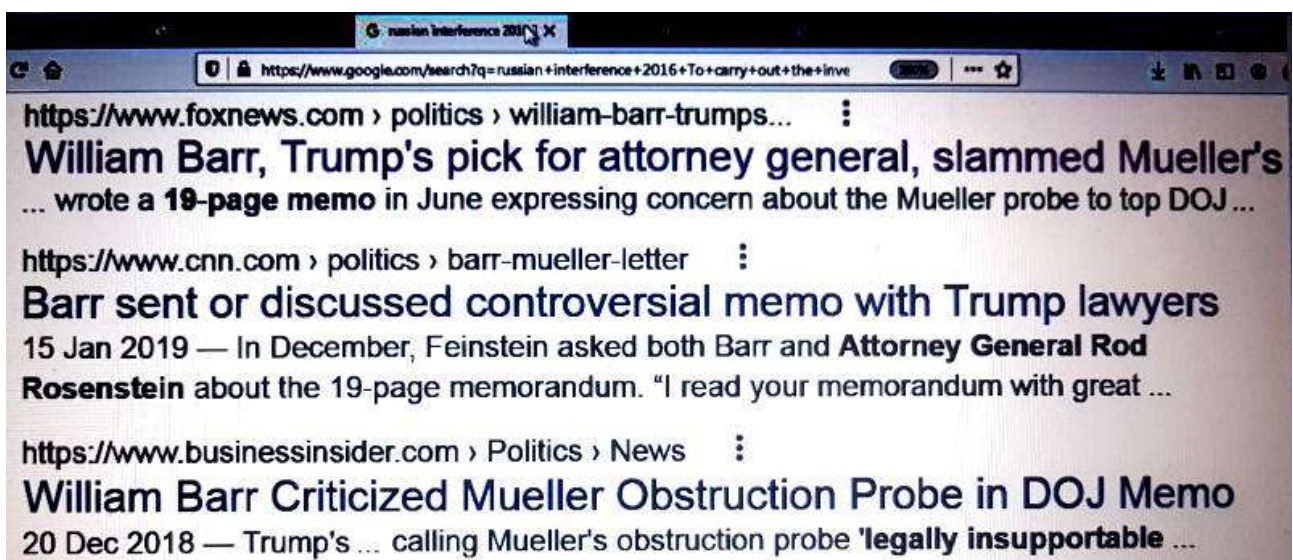 G russian interference 201
https://www.google.com/search?q=russian+interference+2016+To+carry+out+the+inve
https://www.foxnews.com › politics › william-barr-trumps...
William Barr, Trump's pick for attorney general, slammed Mueller's
... wrote a 19-page memo in June expressing concern about the Mueller probe to top DOJ ...
https://www.cnn.com › politics › barr-mueller-letter
Barr sent or discussed controversial memo with Trump lawyers
15 Jan 2019 — In December, Feinstein asked both Barr and Attorney General Rod
Rosenstein about the 19-page memorandum. “I read your memorandum with great ...
https://www.businessinsider.com › Politics › News
William Barr Criticized Mueller Obstruction Probe in DOJ Memo
20 Dec 2018 — Trump's ... calling Mueller's obstruction probe 'legally insupportable ...